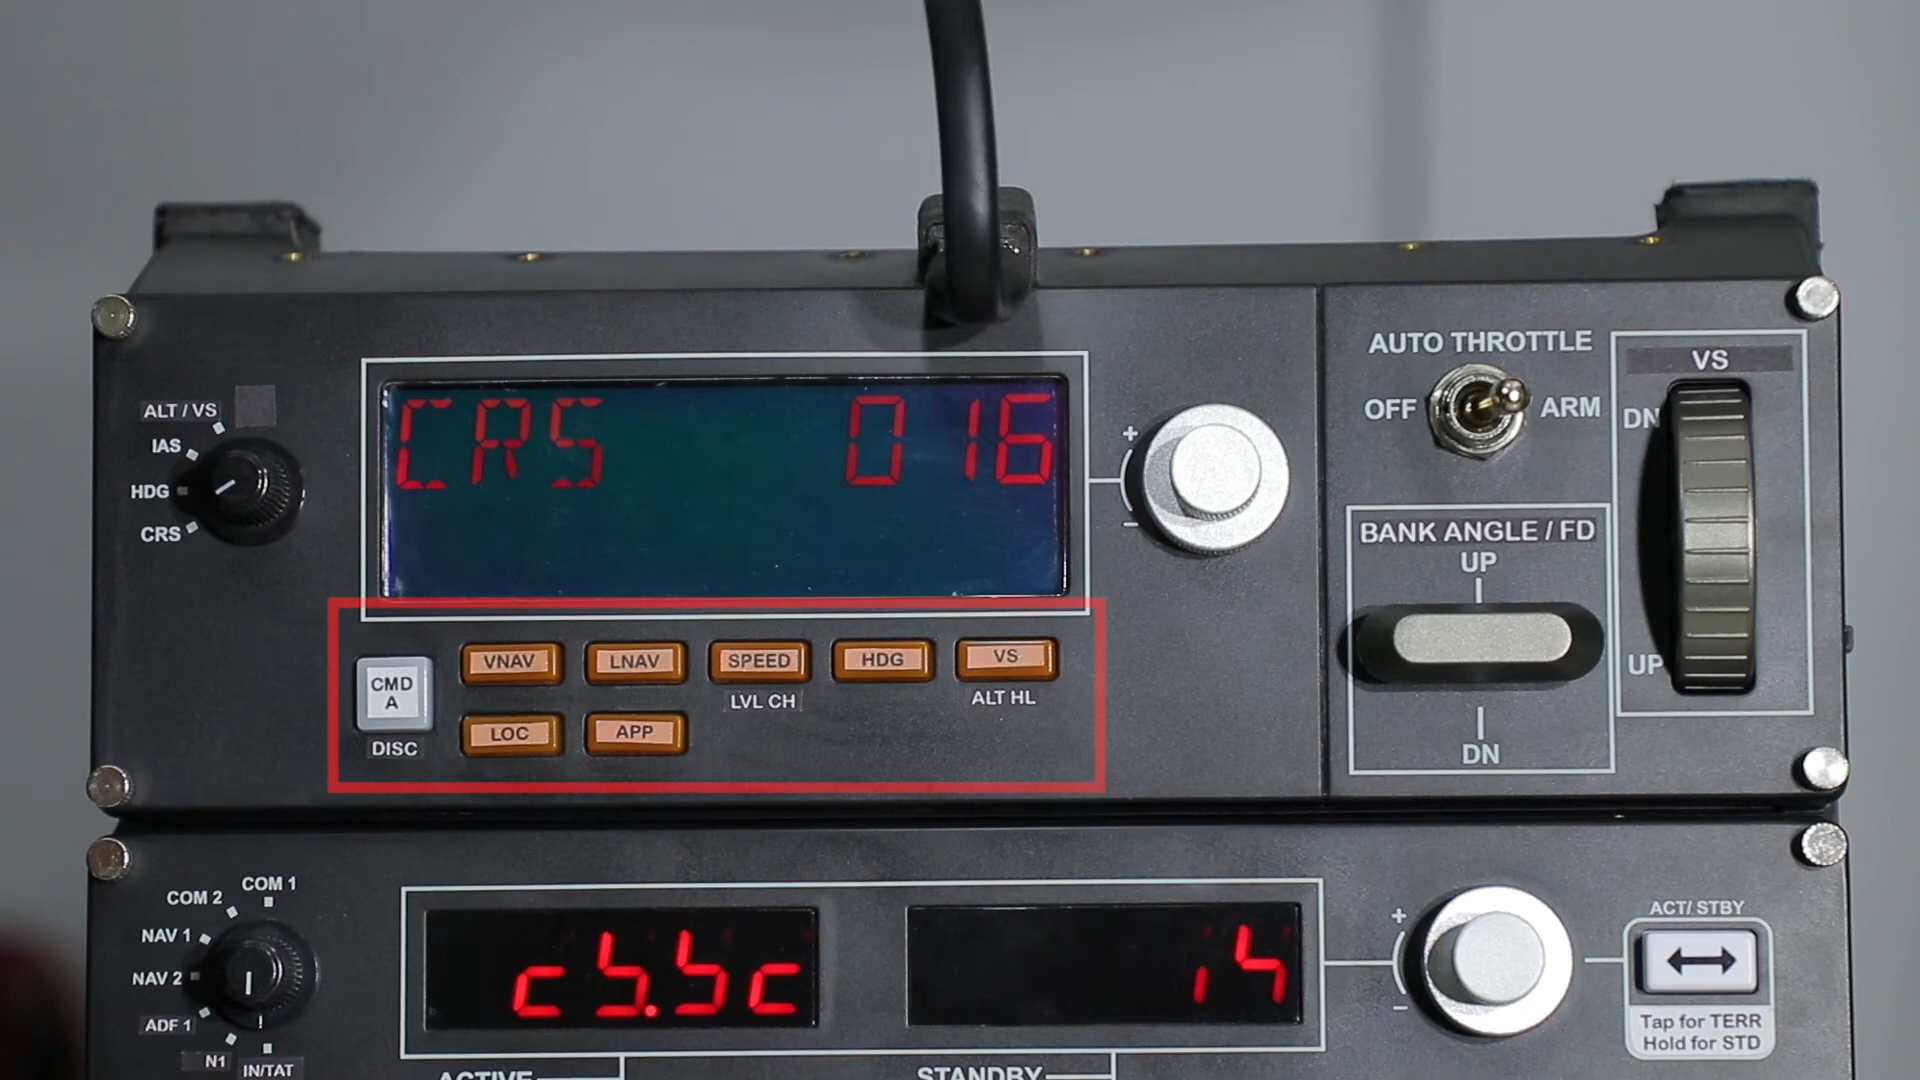 AUTO THROTTLE
OFF
ARM
VS
DN
UP
ALT / VS
IAS
HDG
CRS
CRS 016
+
−
BANK ANGLE / FD
UP
DN
CMD
A
DISC
VNAV
LNAV
SPEED
HDG
VS
LVL CH
ALT HL
LOC
APP
COM 1
COM 2
NAV 1
NAV 2
ADF 1
N1
IN/TAT
+
−
ACT/ STBY
Tap for TERR
Hold for STD
ACTIVE
STANDBY